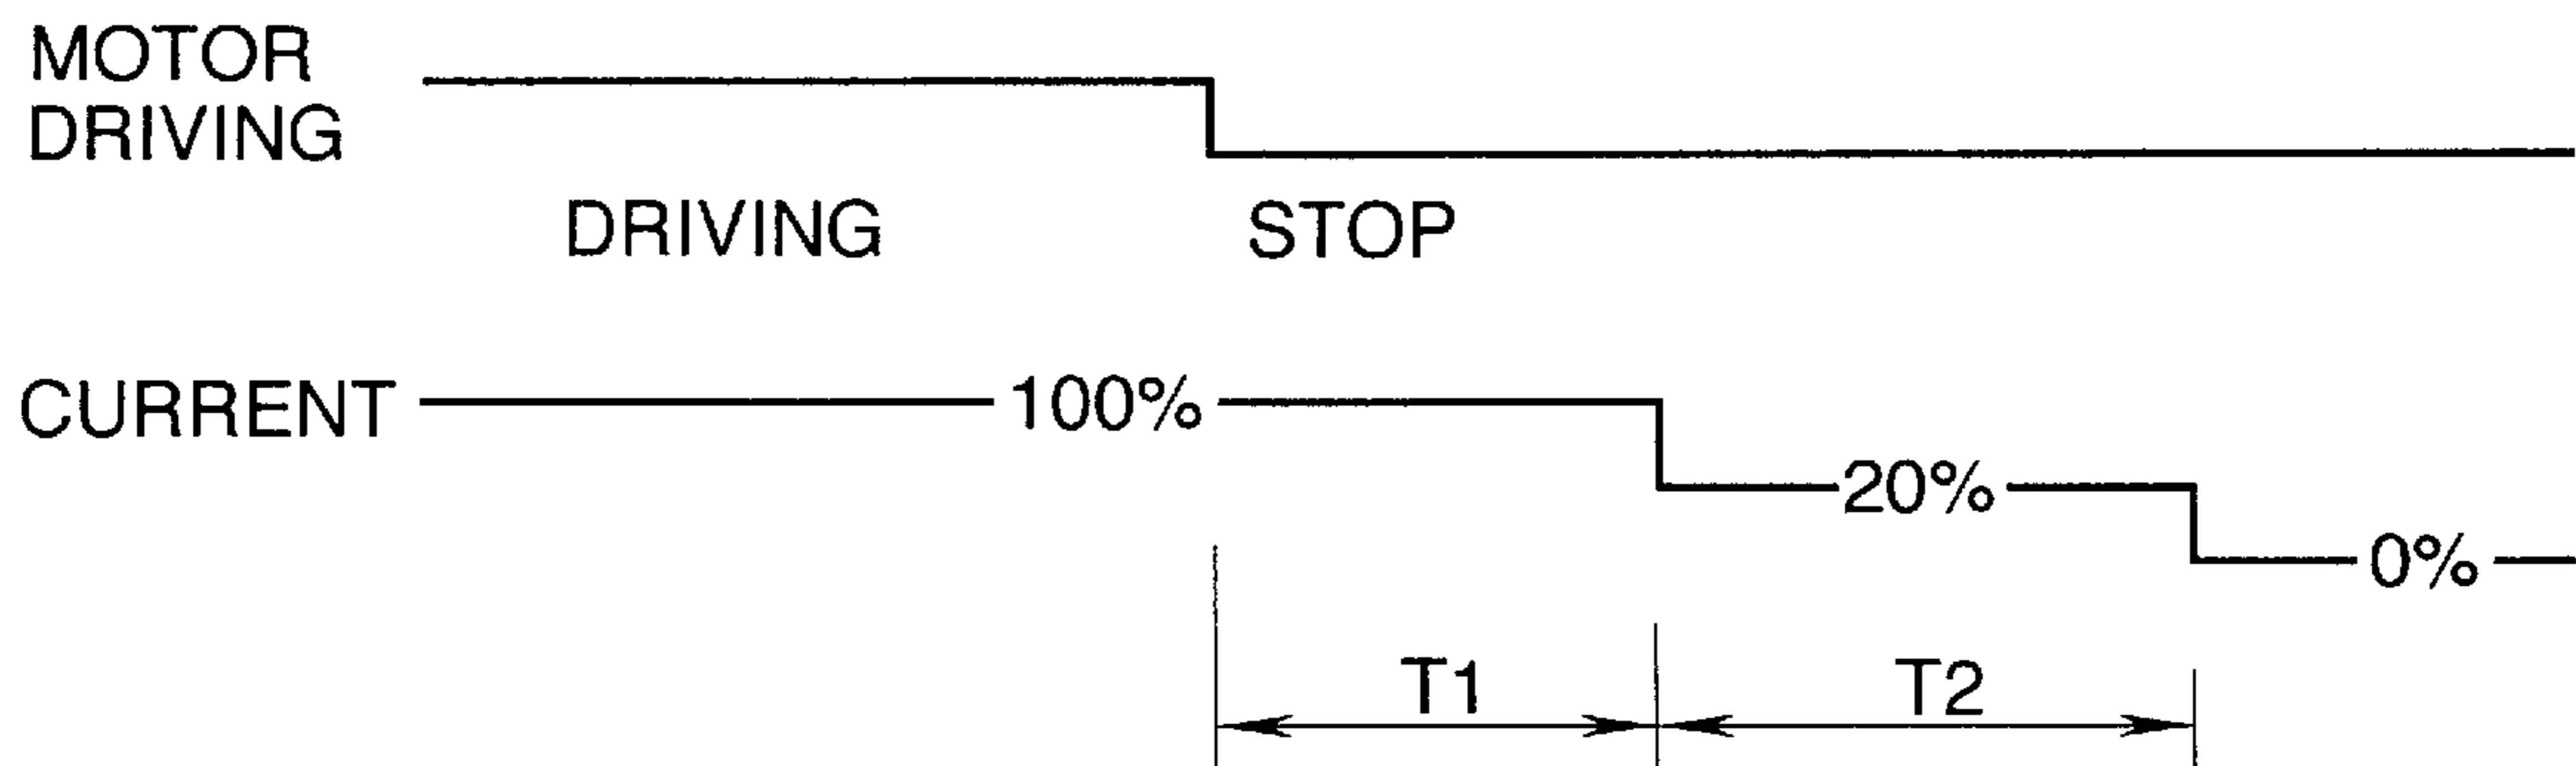 MOTOR
DRIVING
DRIVING STOP
CURRENT 100%
20%
0%
T1 T2